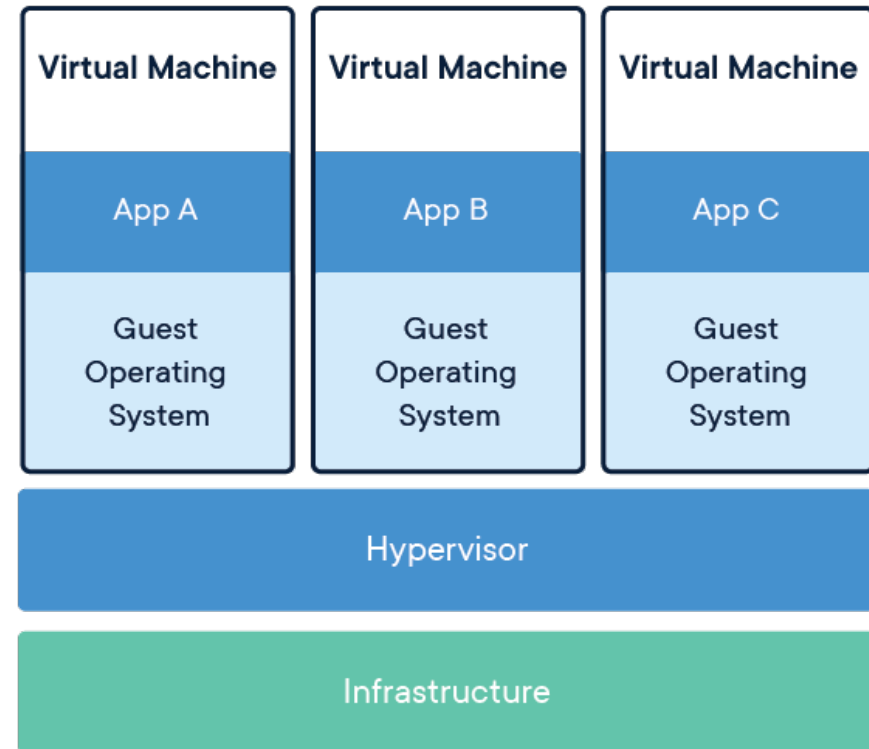 Virtual Machine
Virtual Machine
Virtual Machine
App A
App B
App C
Guest
Operating
System
Guest
Operating
System
Guest
Operating
System
Hypervisor
Infrastructure